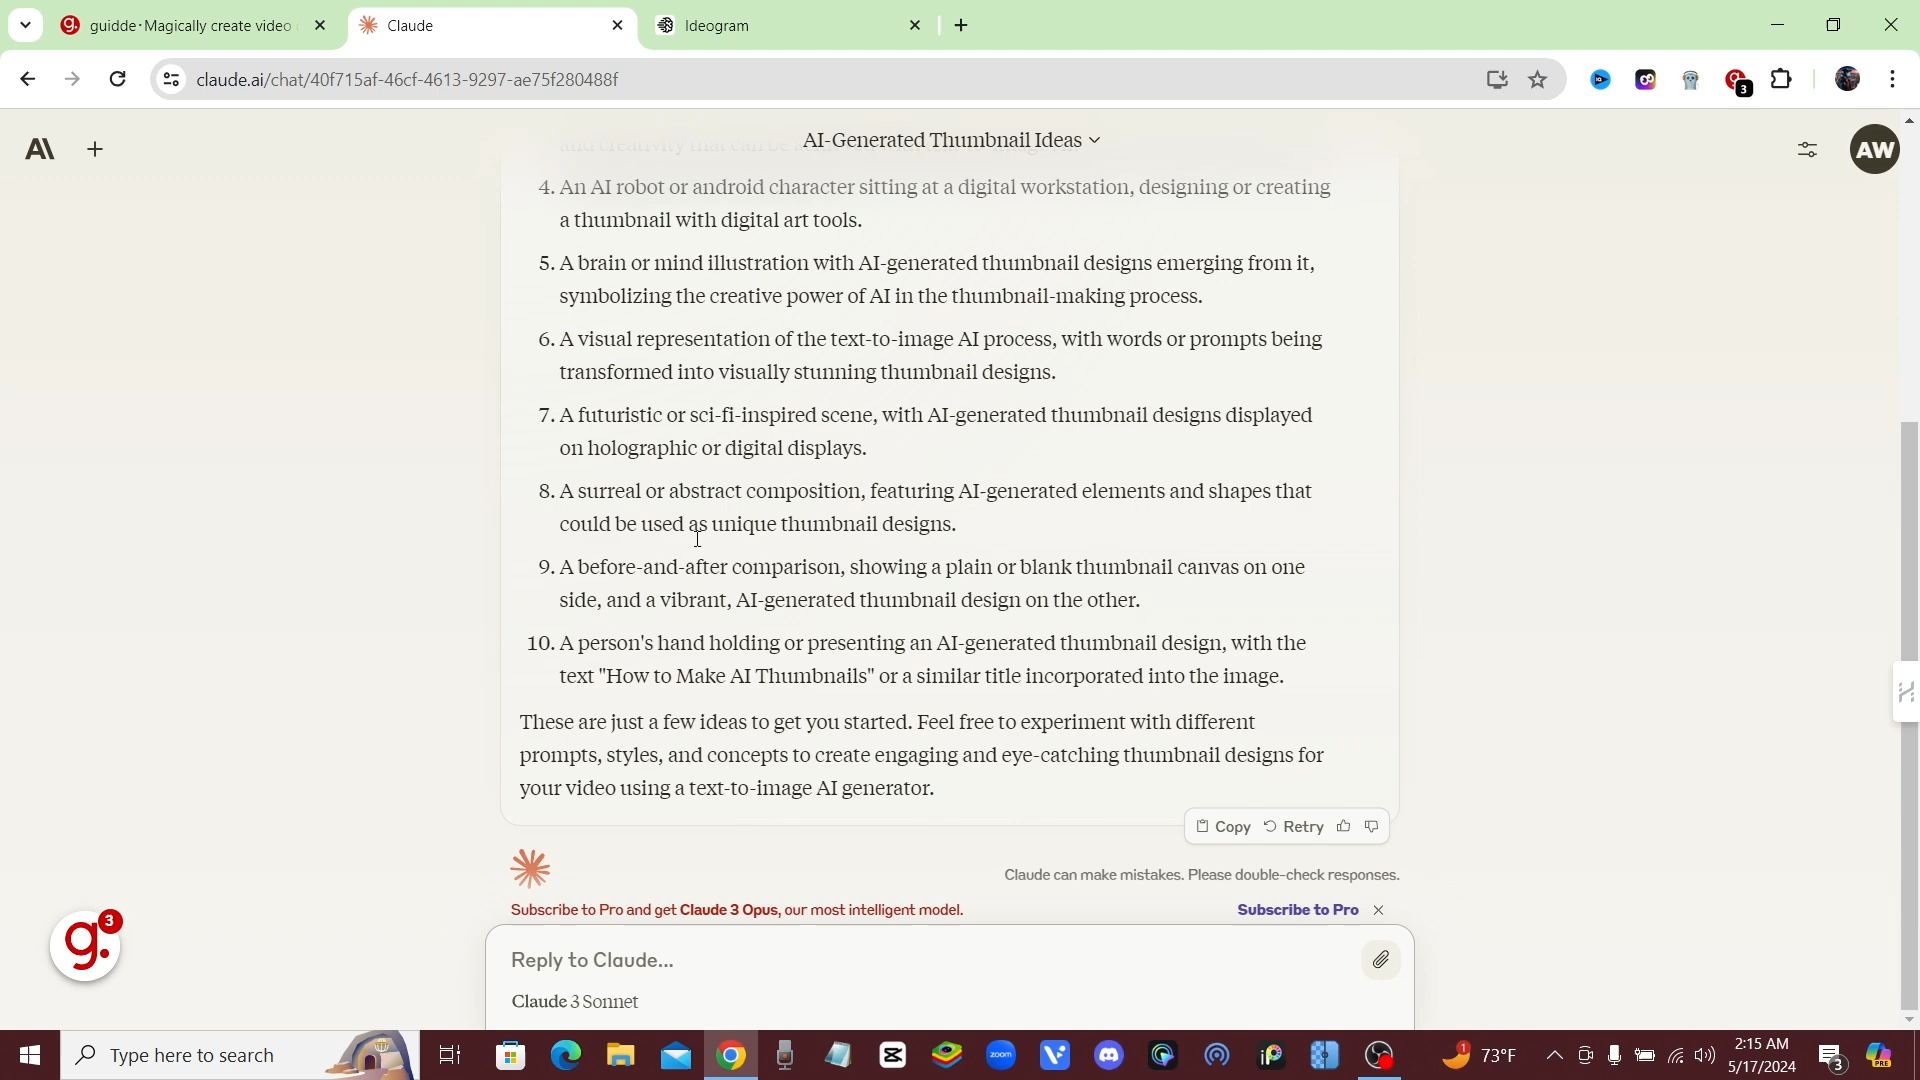 guidde · Magically create video
Claude
Ideogram
claude.ai/chat/40f715af-46cf-4613-9297-ae75f280488f
3
AI-Generated Thumbnail Ideas
AW
4. An AI robot or android character sitting at a digital workstation, designing or creating
a thumbnail with digital art tools.
5. A brain or mind illustration with AI-generated thumbnail designs emerging from it,
symbolizing the creative power of AI in the thumbnail-making process.
6. A visual representation of the text-to-image AI process, with words or prompts being
transformed into visually stunning thumbnail designs.
7. A futuristic or sci-fi-inspired scene, with AI-generated thumbnail designs displayed
on holographic or digital displays.
8. A surreal or abstract composition, featuring AI-generated elements and shapes that
could be used as unique thumbnail designs.
9. A before-and-after comparison, showing a plain or blank thumbnail canvas on one
side, and a vibrant, AI-generated thumbnail design on the other.
10. A person's hand holding or presenting an AI-generated thumbnail design, with the
text "How to Make AI Thumbnails" or a similar title incorporated into the image.
These are just a few ideas to get you started. Feel free to experiment with different
prompts, styles, and concepts to create engaging and eye-catching thumbnail designs for
your video using a text-to-image AI generator.
Copy Retry
Claude can make mistakes. Please double-check responses.
Subscribe to Pro and get Claude 3 Opus, our most intelligent model.
Subscribe to Pro
g. 3
Reply to Claude...
Claude 3 Sonnet
Type here to search
zoom
1
73°F
2:15 AM
5/17/2024
3
PRE